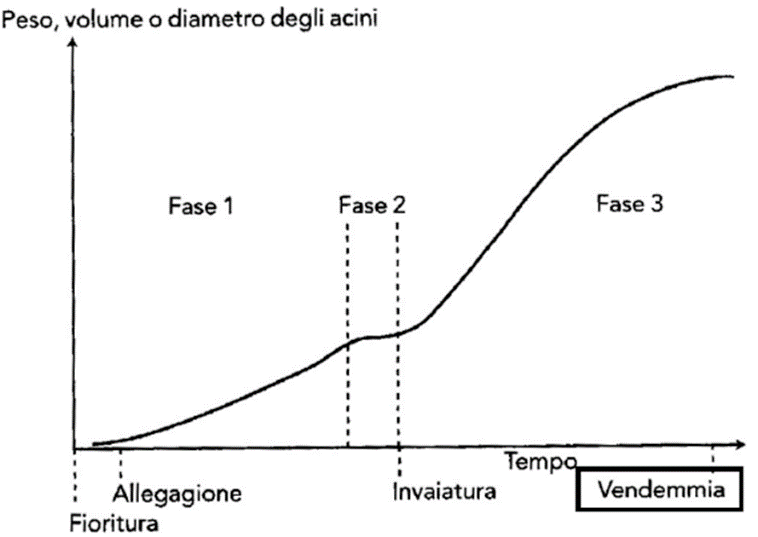 Peso, volume o diametro degli acini
Fase 1
Fase 2
Fase 3
Tempo
Allegagione
Invaiatura
Vendemmia
Fioritura